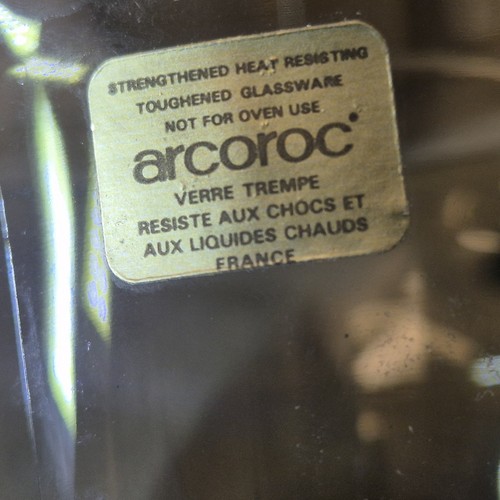 STRENGTHENED HEAT RESISTING
TOUGHENED GLASSWARE
NOT FOR OVEN USE
arcoroc
VERRE TREMPE
RESISTE AUX CHOCS ET
AUX LIQUIDES CHAUDS
FRANCE